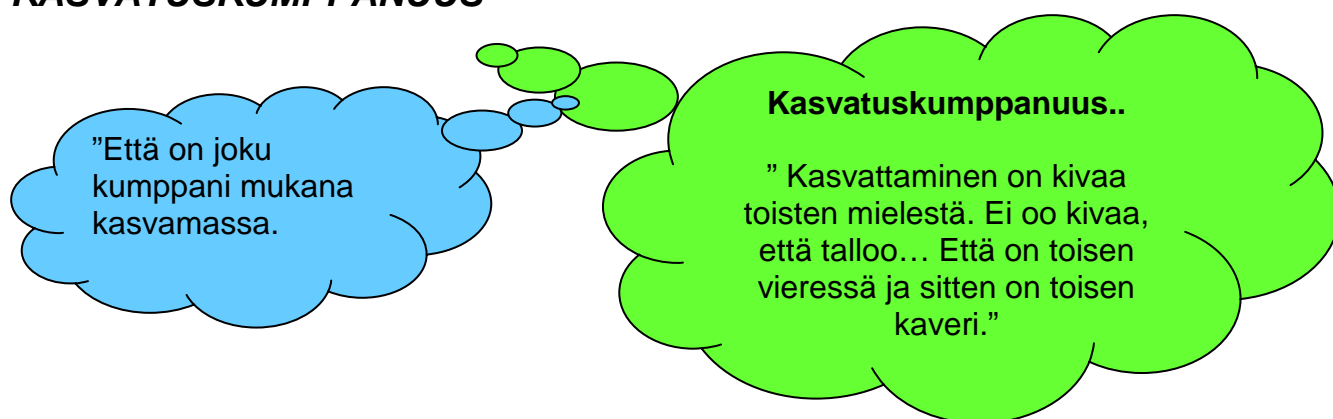 KASVATUSKUMPPANUUS
”Että on joku
kumppani mukana
kasvamassa.
Kasvatuskumppanuus..
” Kasvattaminen on kivaa
toisten mielestä. Ei oo kivaa,
että talloo… Että on toisen
vieressä ja sitten on toisen
kaveri.”